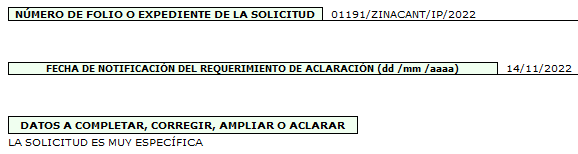 NÚMERO DE FOLIO O EXPEDIENTE DE LA SOLICITUD 01191/ZINACANT/IP/2022
FECHA DE NOTIFICACIÓN DEL REQUERIMIENTO DE ACLARACIÓN (dd /mm /aaaa) 14/11/2022
DATOS A COMPLETAR, CORREGIR, AMPLIAR O ACLARAR
LA SOLICITUD ES MUY ESPECÍFICA